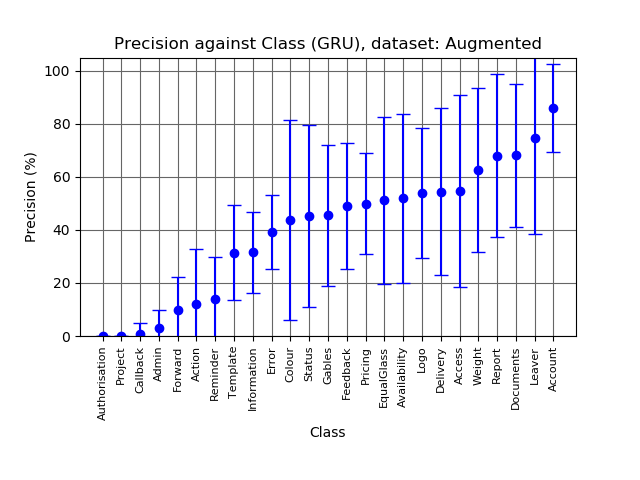 Precision against Class (GRU), dataset: Augmented
100
80
60
40
20
0
Precision (%)
Authorisation
Project
Callback
Admin
Forward
Action
Reminder
Template
Information
Error
Colour
Status
Gables
Feedback
Pricing
EqualGlass
Availability
Logo
Delivery
Access
Weight
Report
Documents
Leaver
Account
Class